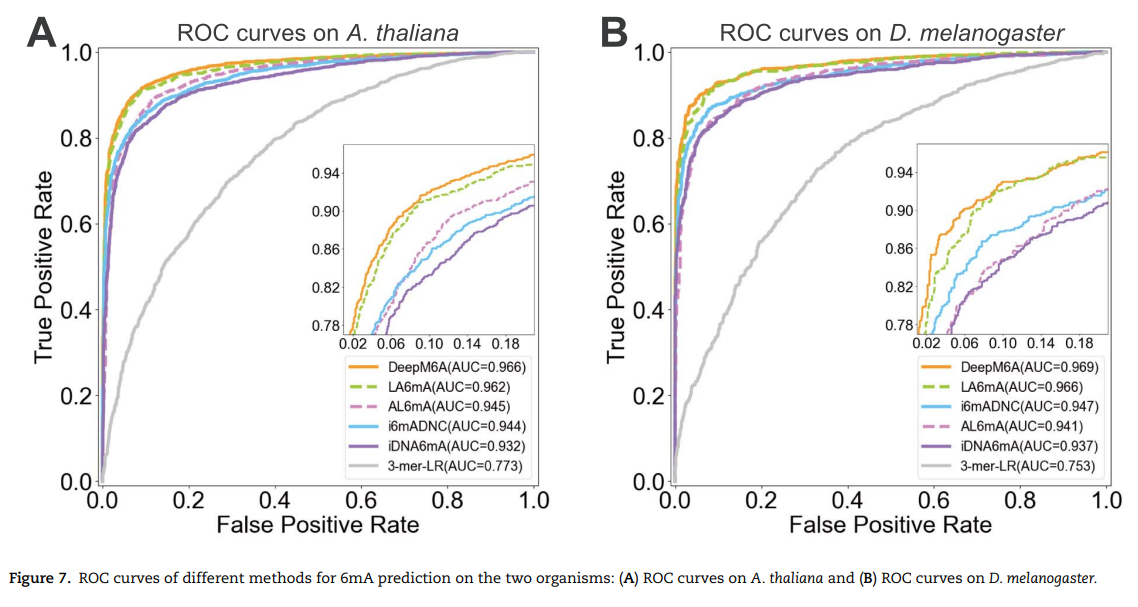 A
ROC curves on A. thaliana
1.0
0.8
0.6
0.4
0.2
0.0
True Positive Rate
0.94
0.90
0.86
0.82
0.78
0.02 0.06 0.10 0.14 0.18
DeepM6A(AUC=0.966)
LA6mA(AUC=0.962)
AL6mA(AUC=0.945)
i6mADNC(AUC=0.944)
iDNA6mA(AUC=0.932)
3-mer-LR(AUC=0.773)
0.0 0.2 0.4 0.6 0.8 1.0
False Positive Rate
B
ROC curves on D. melanogaster
1.0
0.8
0.6
0.4
0.2
0.0
True Positive Rate
0.94
0.90
0.86
0.82
0.78
0.02 0.06 0.10 0.14 0.18
DeepM6A(AUC=0.969)
LA6mA(AUC=0.966)
i6mADNC(AUC=0.947)
AL6mA(AUC=0.941)
iDNA6mA(AUC=0.937)
3-mer-LR(AUC=0.753)
0.0 0.2 0.4 0.6 0.8 1.0
False Positive Rate
Figure 7. ROC curves of different methods for 6mA prediction on the two organisms: (A) ROC curves on A. thaliana and (B) ROC curves on D. melanogaster.